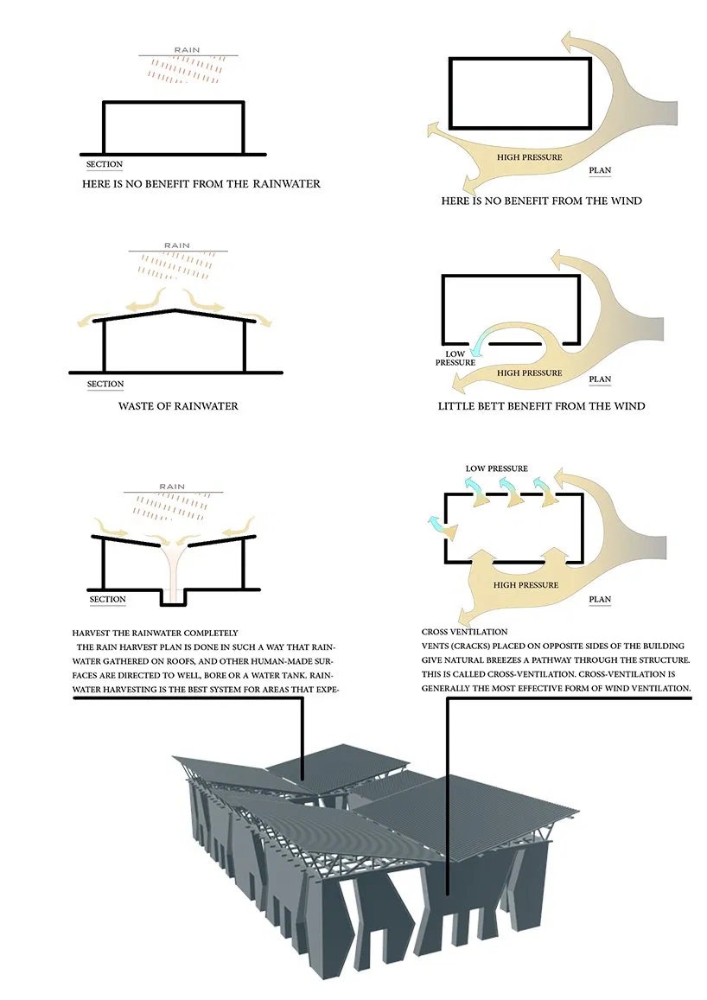 RAIN
SECTION
HERE IS NO BENEFIT FROM THE RAINWATER
HIGH PRESSURE
PLAN
HERE IS NO BENEFIT FROM THE WIND
RAIN
SECTION
WASTE OF RAINWATER
LOW
PRESSURE
HIGH PRESSURE
PLAN
LITTLE BETT BENEFIT FROM THE WIND
RAIN
SECTION
HARVEST THE RAINWATER COMPLETELY
THE RAIN HARVEST PLAN IS DONE IN SUCH A WAY THAT RAIN-
WATER GATHERED ON ROOFS, AND OTHER HUMAN-MADE SUR-
FACES ARE DIRECTED TO WELL, BORE OR A WATER TANK. RAIN-
WATER HARVESTING IS THE BEST SYSTEM FOR AREAS THAT EXPE-
LOW PRESSURE
HIGH PRESSURE
PLAN
CROSS VENTILATION
VENTS (CRACKS) PLACED ON OPPOSITE SIDES OF THE BUILDING
GIVE NATURAL BREEZES A PATHWAY THROUGH THE STRUCTURE.
THIS IS CALLED CROSS-VENTILATION. CROSS-VENTILATION IS
GENERALLY THE MOST EFFECTIVE FORM OF WIND VENTILATION.